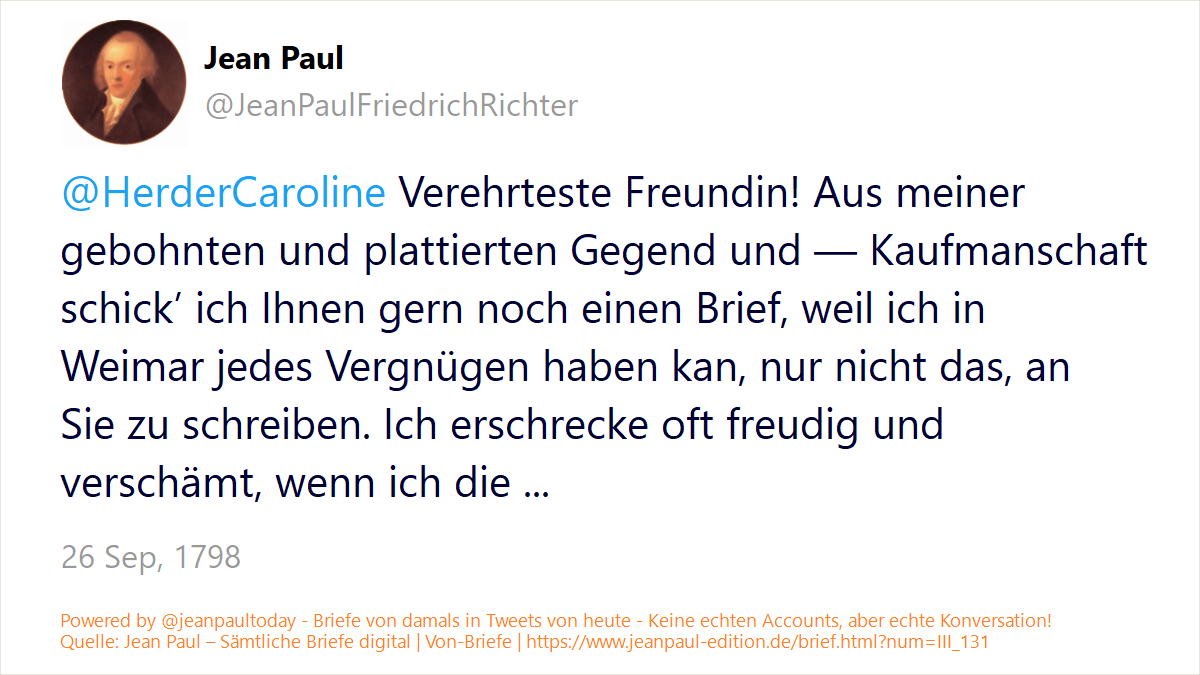 Jean Paul
@JeanPaulFriedrichRichter
@HerderCaroline Verehrteste Freundin! Aus meiner
gebohnten und plattierten Gegend und — Kaufmanschaft
schick’ ich Ihnen gern noch einen Brief, weil ich in
Weimar jedes Vergnügen haben kan, nur nicht das, an
Sie zu schreiben. Ich erschrecke oft freudig und
verschämt, wenn ich die ...
26 Sep, 1798
Powered by @jeanpaultoday - Briefe von damals in Tweets von heute - Keine echten Accounts, aber echte Konversation!
Quelle: Jean Paul – Sämtliche Briefe digital | Von-Briefe | https://www.jeanpaul-edition.de/brief.html?num=III_131